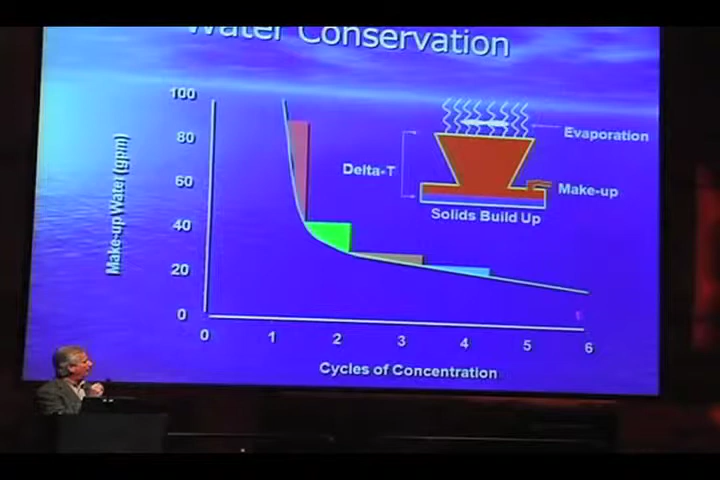 Water Conservation
100
80
60
40
20
0
Make-up Water (gpm)
0 1 2 3 4 5 6
Cycles of Concentration
Evaporation
Delta-T
Make-up
Solids Build Up